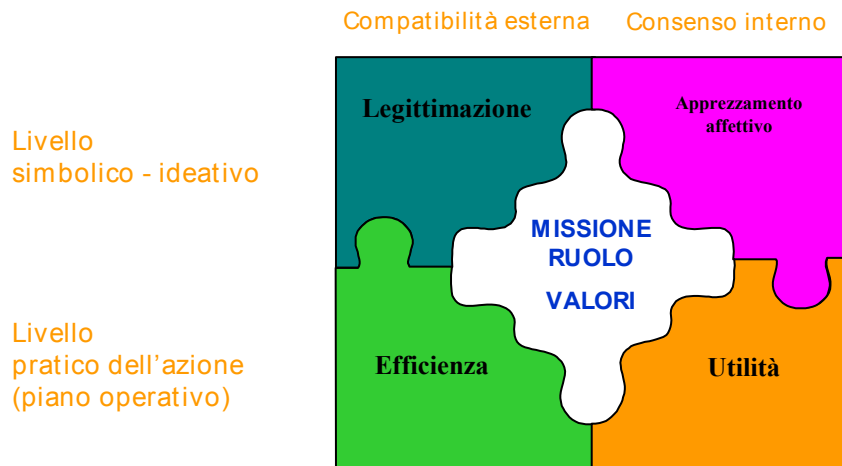 Compatibilità esterna
Consenso interno
Legittimazione
Apprezzamento
affettivo
Livello
simbolico - ideativo
MISSIONE
RUOLO
VALORI
Livello
pratico dell'azione
(piano operativo)
Efficienza
Utilità